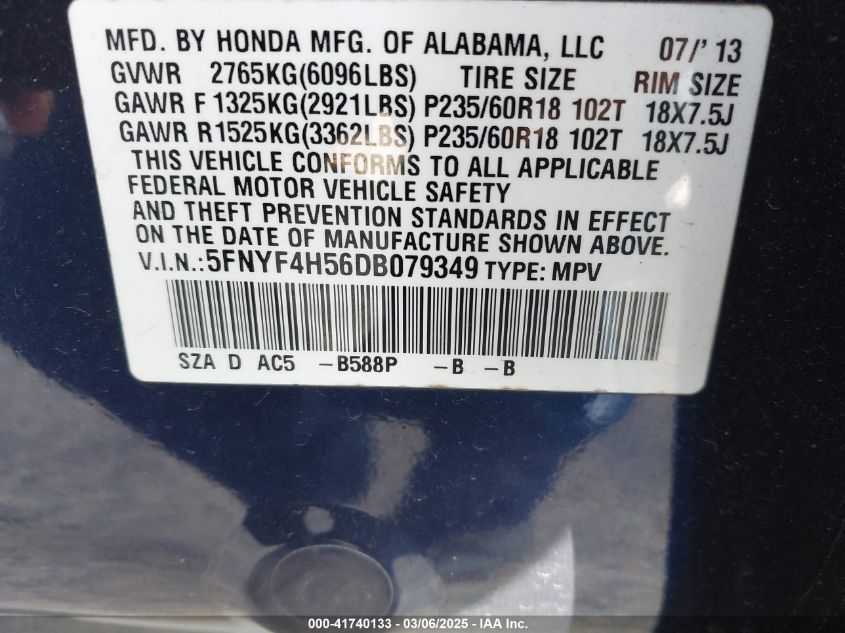 MFD. BY HONDA MFG. OF ALABAMA, LLC 07/' 13
GVWR 2765KG(6096LBS) TIRE SIZE RIM SIZE
GAWR F 1325KG(2921LBS) P235/60R18 102T 18X7.5J
GAWR R1525KG(3362LBS) P235/60R18 102T 18X7.5J
THIS VEHICLE CONFORMS TO ALL APPLICABLE
FEDERAL MOTOR VEHICLE SAFETY
AND THEFT PREVENTION STANDARDS IN EFFECT
ON THE DATE OF MANUFACTURE SHOWN ABOVE.
V.I.N.:5FNYF4H56DB079349 TYPE: MPV
SZA D AC5 -B588P -B -B
000-41740133 - 03/06/2025 - IAA Inc.